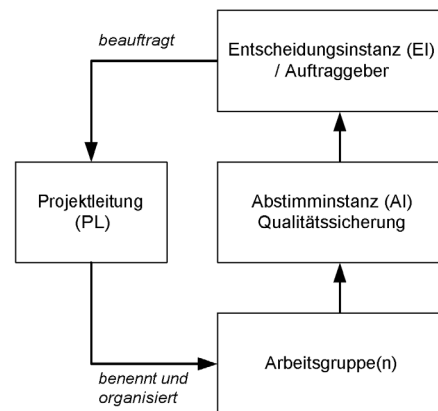 beauftragt
Entscheidungsinstanz (EI)
/ Auftraggeber
Projektleitung
(PL)
Abstimminstanz (AI)
Qualitätssicherung
benennt und
organisiert
Arbeitsgruppe(n)